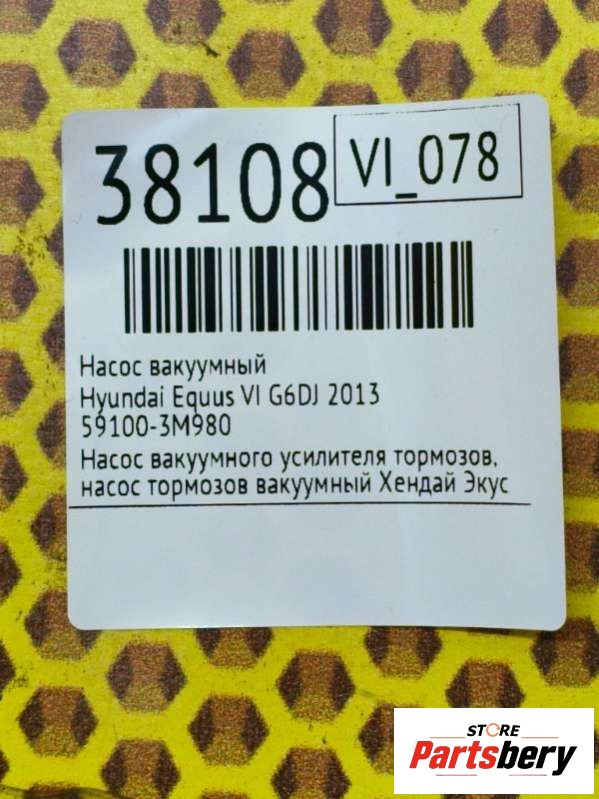 38108
VI_078
Насос вакуумный
Hyundai Equus VI G6DJ 2013
59100-3M980
Насос вакуумного усилителя тормозов,
насос тормозов вакуумный Хендай Экус
STORE
Partsbery